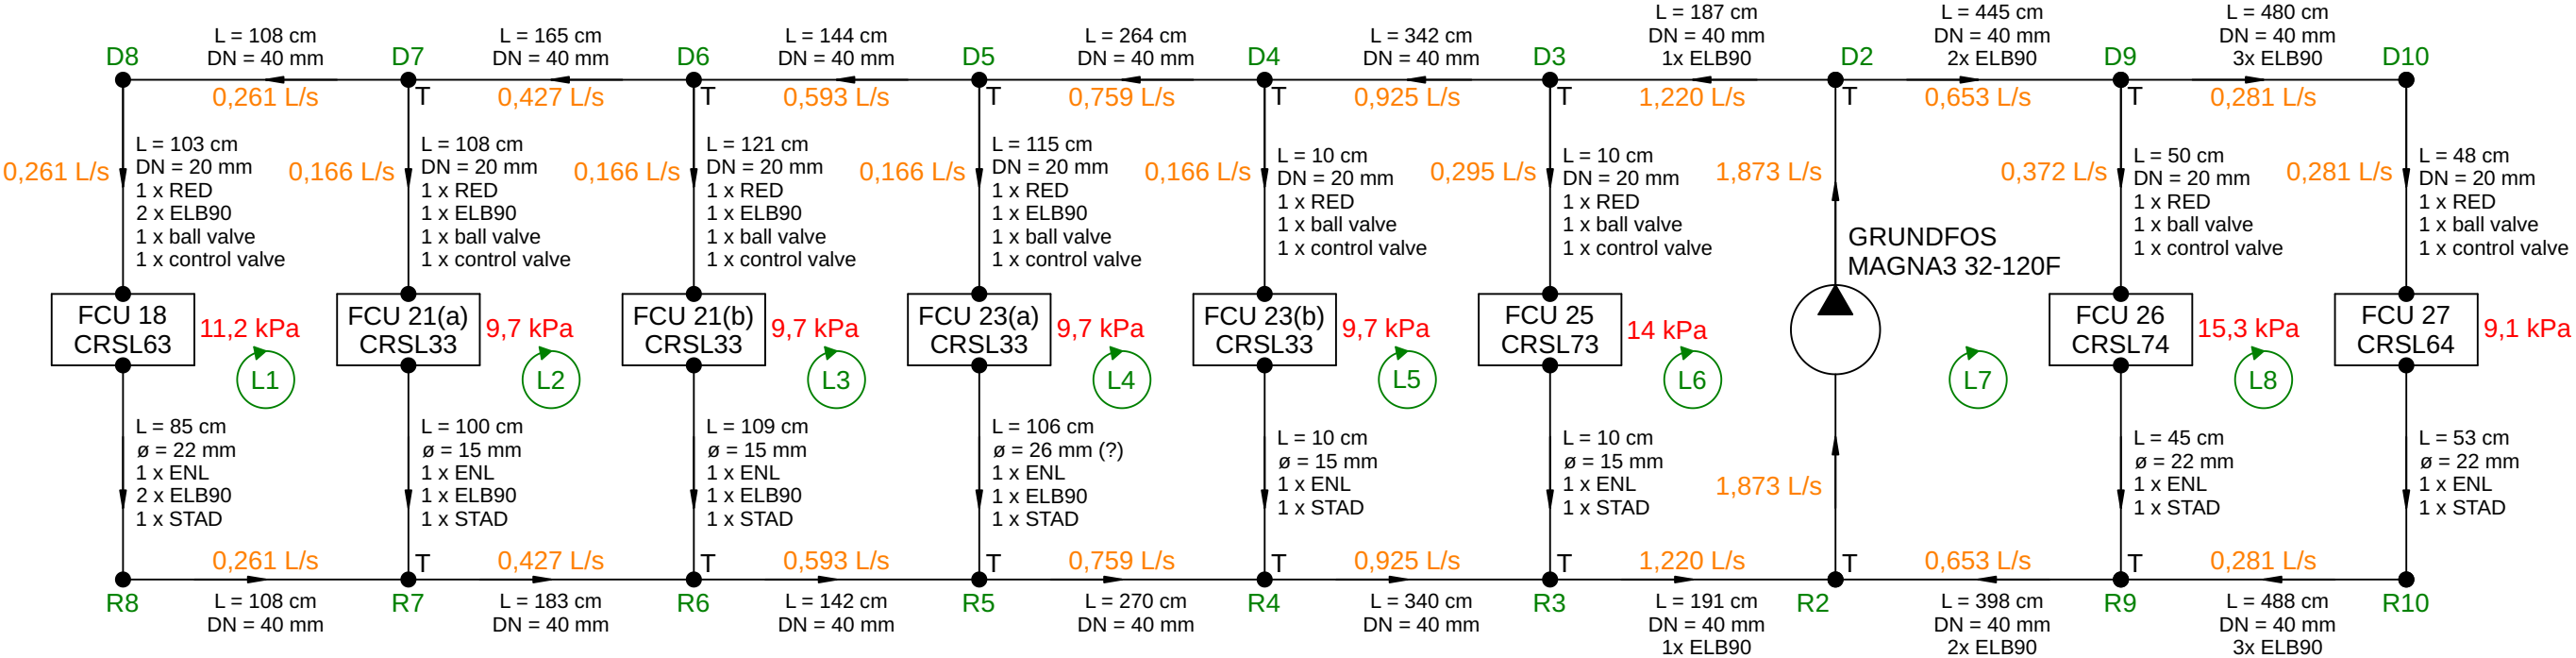 L = 187 cm
L = 445 cm
L = 480 cm
L = 108 cm
L = 165 cm
L = 144 cm
L = 264 cm
L = 342 cm
DN = 40 mm
DN = 40 mm
DN = 40 mm
D8
DN = 40 mm
D7
DN = 40 mm
D6
DN = 40 mm
D5
DN = 40 mm
D4
DN = 40 mm
D3
1x ELB90
D2
2x ELB90
D9
3x ELB90
D10
0,261 L/s
T
0,427 L/s
T
0,593 L/s
T
0,759 L/s
T
0,925 L/s
T
1,220 L/s
T
0,653 L/s
T
0,281 L/s
0,261 L/s
L = 103 cm
DN = 20 mm
1 x RED
2 x ELB90
1 x ball valve
1 x control valve
0,166 L/s
L = 108 cm
DN = 20 mm
1 x RED
1 x ELB90
1 x ball valve
1 x control valve
0,166 L/s
L = 121 cm
DN = 20 mm
1 x RED
1 x ELB90
1 x ball valve
1 x control valve
0,166 L/s
L = 115 cm
DN = 20 mm
1 x RED
1 x ELB90
1 x ball valve
1 x control valve
0,166 L/s
L = 10 cm
DN = 20 mm
1 x RED
1 x ball valve
1 x control valve
0,295 L/s
L = 10 cm
DN = 20 mm
1 x RED
1 x ball valve
1 x control valve
1,873 L/s
GRUNDFOS
MAGNA3 32-120F
0,372 L/s
L = 50 cm
DN = 20 mm
1 x RED
1 x ball valve
1 x control valve
0,281 L/s
L = 48 cm
DN = 20 mm
1 x RED
1 x ball valve
1 x control valve
FCU 18
CRSL63
11,2 kPa
L1
FCU 21(a)
CRSL33
9,7 kPa
L2
FCU 21(b)
CRSL33
9,7 kPa
L3
FCU 23(a)
CRSL33
9,7 kPa
L4
FCU 23(b)
CRSL33
9,7 kPa
L5
FCU 25
CRSL73
14 kPa
L6
L7
FCU 26
CRSL74
15,3 kPa
L8
FCU 27
CRSL64
9,1 kPa
L = 85 cm
ø = 22 mm
1 x ENL
2 x ELB90
1 x STAD
L = 100 cm
ø = 15 mm
1 x ENL
1 x ELB90
1 x STAD
L = 109 cm
ø = 15 mm
1 x ENL
1 x ELB90
1 x STAD
L = 106 cm
ø = 26 mm (?)
1 x ENL
1 x ELB90
1 x STAD
L = 10 cm
ø = 15 mm
1 x ENL
1 x STAD
L = 10 cm
ø = 15 mm
1 x ENL
1 x STAD
1,873 L/s
L = 45 cm
ø = 22 mm
1 x ENL
1 x STAD
L = 53 cm
ø = 22 mm
1 x ENL
1 x STAD
0,261 L/s
T
0,427 L/s
T
0,593 L/s
T
0,759 L/s
T
0,925 L/s
T
1,220 L/s
T
0,653 L/s
T
0,281 L/s
R8
L = 108 cm
DN = 40 mm
R7
L = 183 cm
DN = 40 mm
R6
L = 142 cm
DN = 40 mm
R5
L = 270 cm
DN = 40 mm
R4
L = 340 cm
DN = 40 mm
R3
L = 191 cm
DN = 40 mm
1x ELB90
R2
L = 398 cm
DN = 40 mm
2x ELB90
R9
L = 488 cm
DN = 40 mm
3x ELB90
R10